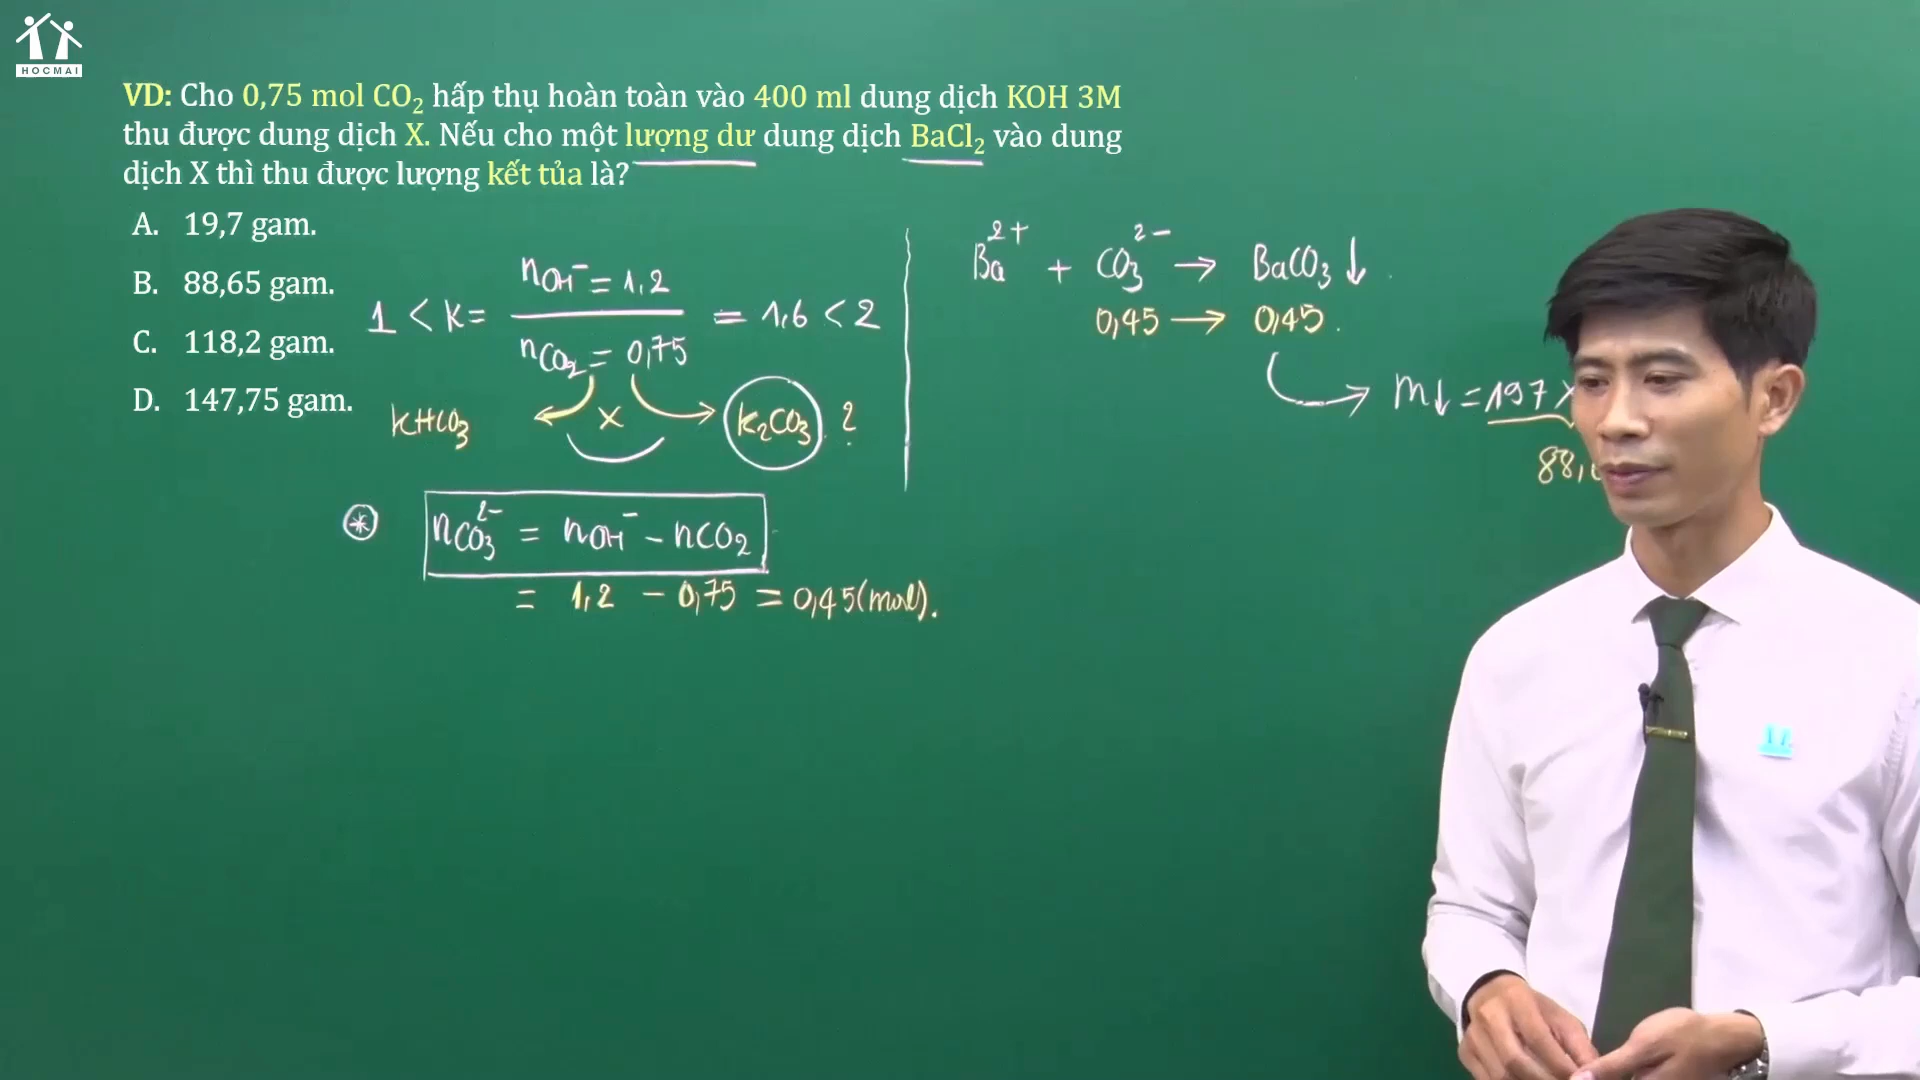 HOCMAI
VD: Cho 0,75 mol CO₂ hấp thụ hoàn toàn vào 400 ml dung dịch KOH 3M
thu được dung dịch X. Nếu cho một lượng dư dung dịch BaCl₂ vào dung
dịch X thì thu được lượng kết tủa là?
A. 19,7 gam.
B. 88,65 gam.
C. 118,2 gam.
D. 147,75 gam.
1 < k = nOH⁻ = 1,2 / nCO₂ = 0,75 = 1,6 < 2
KHCO₃ X K₂CO₃ ?
⊛ nCO₃²⁻ = nOH⁻ - nCO₂
= 1,2 - 0,75 = 0,45 (mol).
Ba²⁺ + CO₃²⁻ → BaCO₃↓
0,45 → 0,45.
m↓ = 197 x
88,